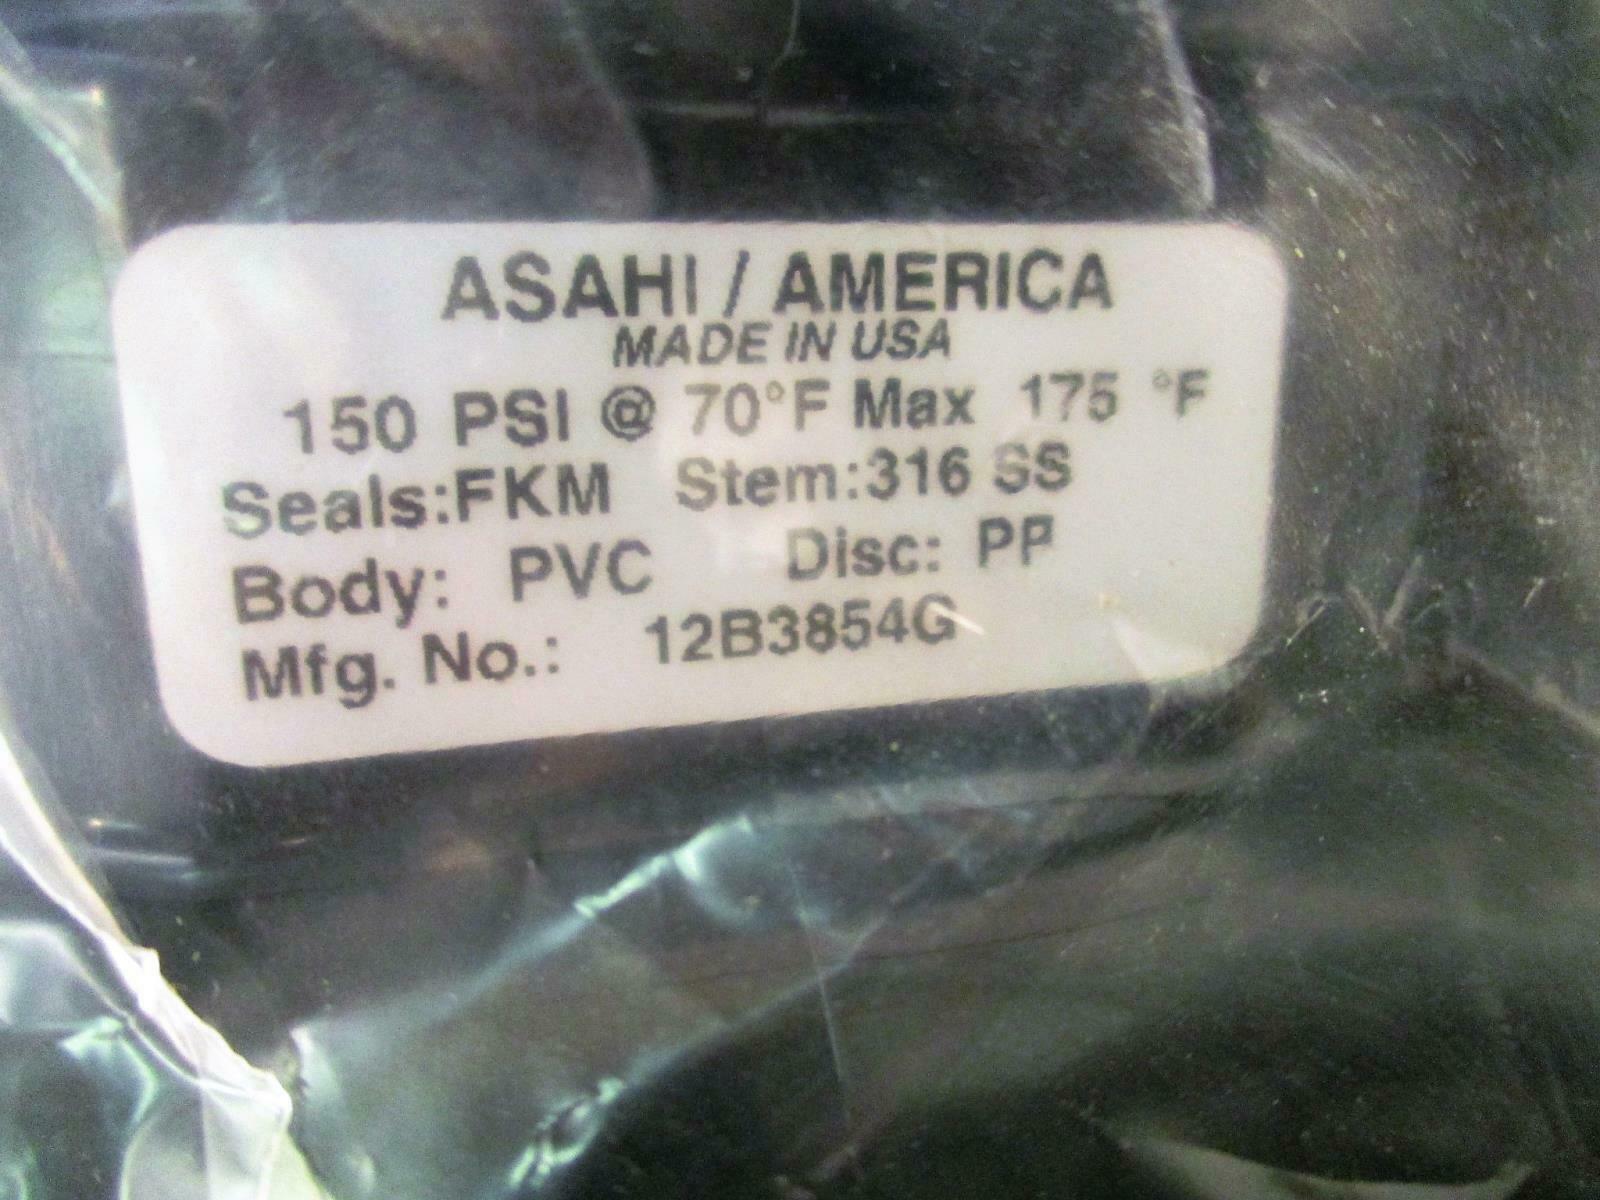 ASAHI / AMERICA
MADE IN USA
150 PSI @ 70°F Max 175 °F
Seals:FKM Stem:316 SS
Body: PVC Disc: PP
Mfg. No.: 12B3854G